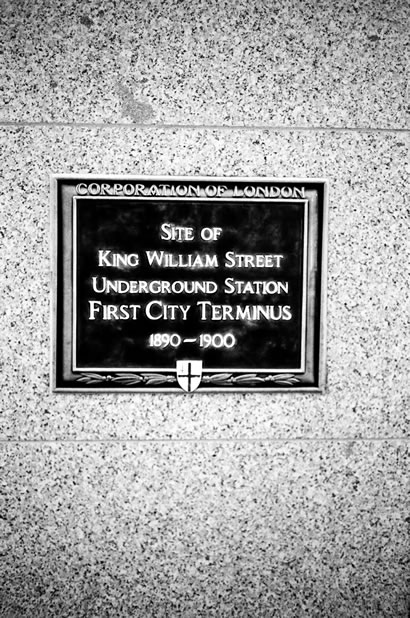 CORPORATION OF LONDON
SITE OF
KING WILLIAM STREET
UNDERGROUND STATION
FIRST CITY TERMINUS
1890 – 1900